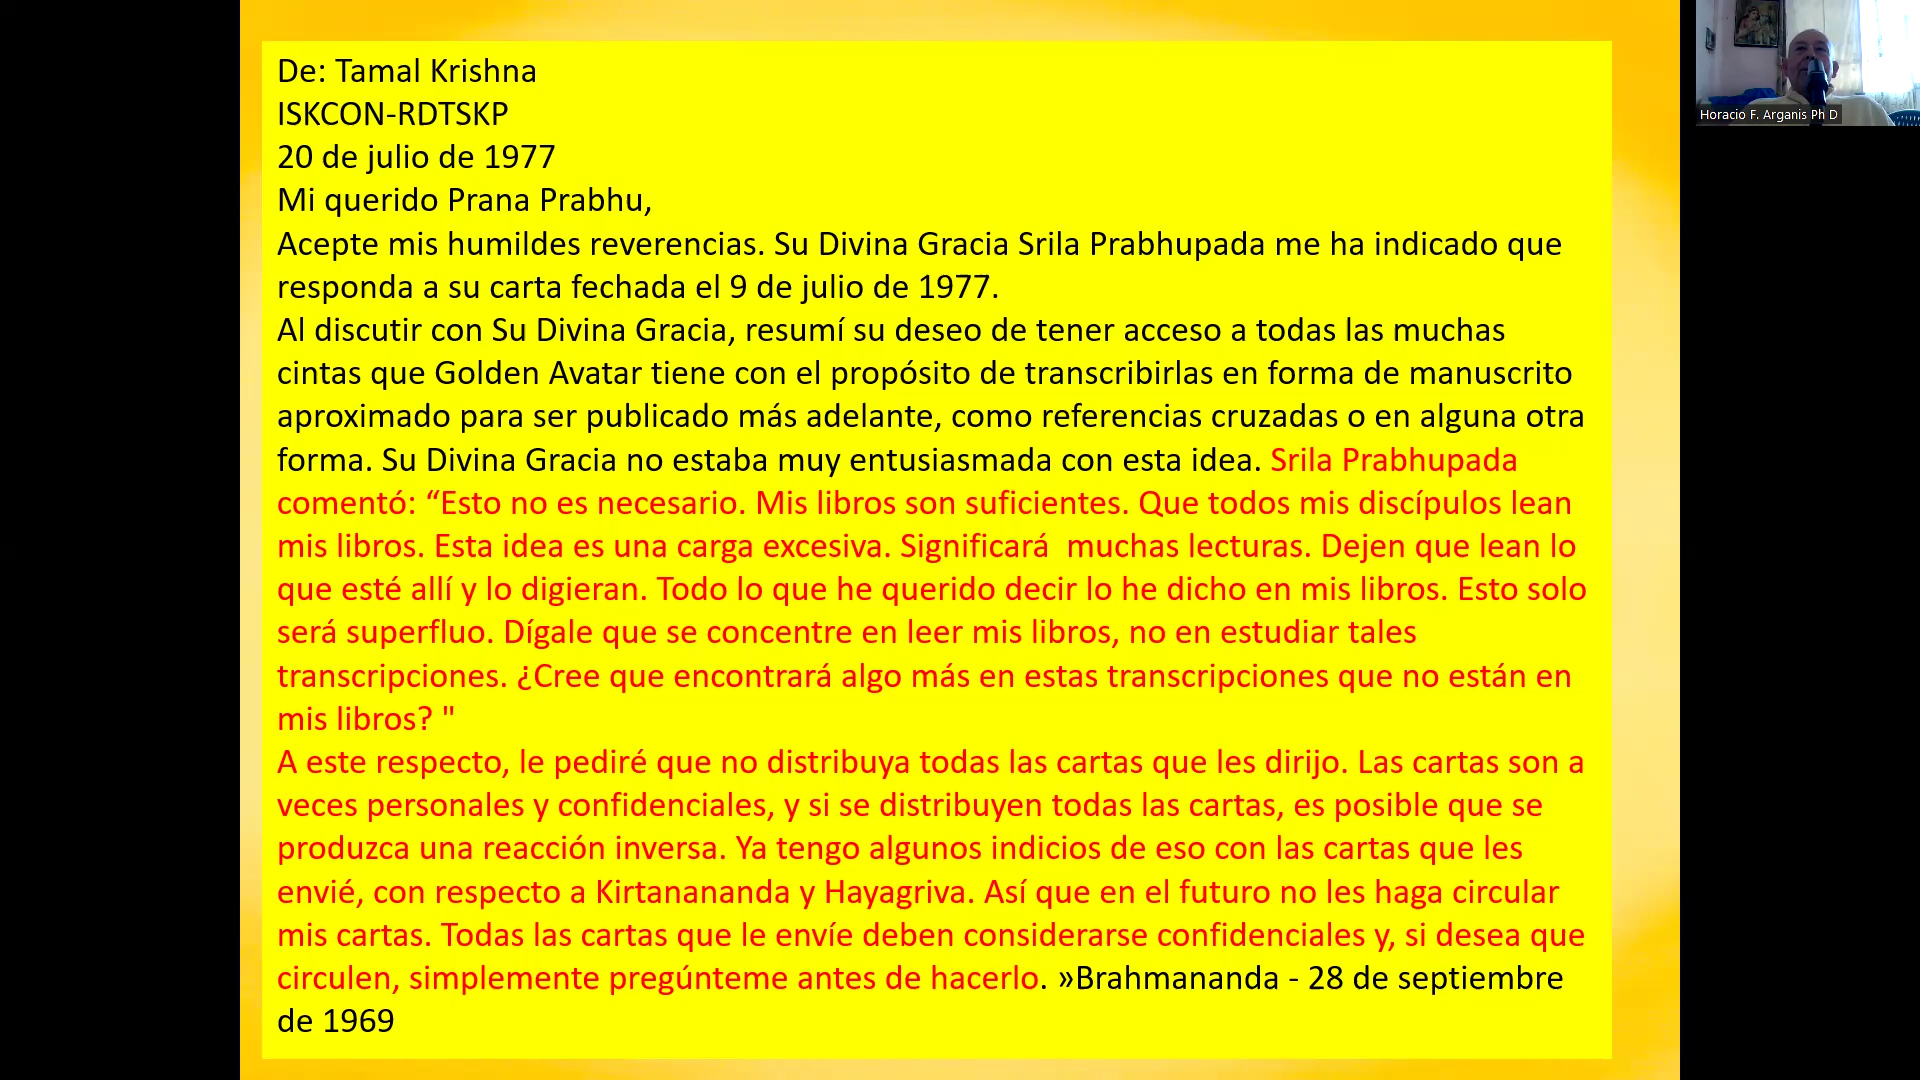 De: Tamal Krishna
ISKCON-RDTSKP
20 de julio de 1977
Mi querido Prana Prabhu,
Acepte mis humildes reverencias. Su Divina Gracia Srila Prabhupada me ha indicado que
responda a su carta fechada el 9 de julio de 1977.
Al discutir con Su Divina Gracia, resumí su deseo de tener acceso a todas las muchas
cintas que Golden Avatar tiene con el propósito de transcribirlas en forma de manuscrito
aproximado para ser publicado más adelante, como referencias cruzadas o en alguna otra
forma. Su Divina Gracia no estaba muy entusiasmada con esta idea. Srila Prabhupada
comentó: “Esto no es necesario. Mis libros son suficientes. Que todos mis discípulos lean
mis libros. Esta idea es una carga excesiva. Significará  muchas lecturas. Dejen que lean lo
que esté allí y lo digieran. Todo lo que he querido decir lo he dicho en mis libros. Esto solo
será superfluo. Dígale que se concentre en leer mis libros, no en estudiar tales
transcripciones. ¿Cree que encontrará algo más en estas transcripciones que no están en
mis libros? "
A este respecto, le pediré que no distribuya todas las cartas que les dirijo. Las cartas son a
veces personales y confidenciales, y si se distribuyen todas las cartas, es posible que se
produzca una reacción inversa. Ya tengo algunos indicios de eso con las cartas que les
envié, con respecto a Kirtanananda y Hayagriva. Así que en el futuro no les haga circular
mis cartas. Todas las cartas que le envíe deben considerarse confidenciales y, si desea que
circulen, simplemente pregúnteme antes de hacerlo. »Brahmananda - 28 de septiembre
de 1969
Horacio F. Arganis Ph D